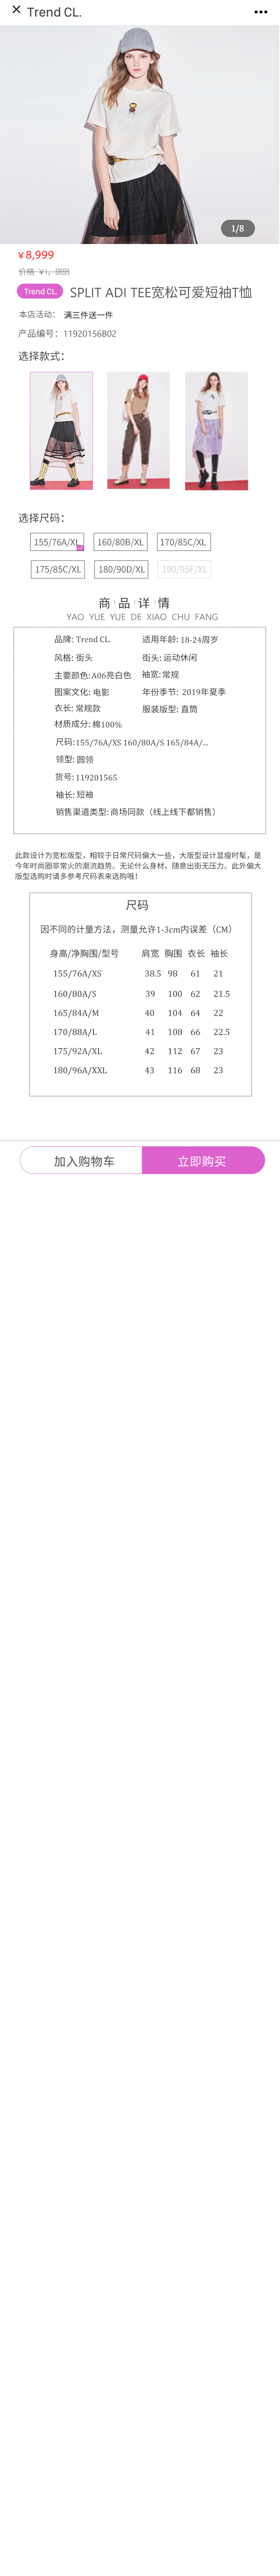 Trend CL.
1/8
￥8,999
价格
Trend CL. SPLIT ADI TEE宽松可爱短袖T恤
本店活动： 满三件送一件
产品编号：11920156B02
选择款式：
选择尺码：
155/76A/XL 160/80B/XL 170/85C/XL
175/85C/XL 180/90D/XL 190/95F/XL
商品详情
YAO YUE YUE DE XIAO CHU FANG
品牌: Trend CL. 适用年龄: 18-24周岁
风格: 街头 街头: 运动休闲
主要颜色: A06亮白色 袖宽: 常规
图案文化: 电影 年份季节: 2019年夏季
衣长: 常规款 服装版型: 直筒
材质成分: 棉100%
尺码:155/76A/XS 160/80A/S 165/84A/...
领型: 圆领
货号: 119201565
袖长: 短袖
销售渠道类型: 商场同款（线上线下都销售）
此款设计为宽松版型，相较于日常尺码偏大一些，大版型设计显瘦时髦，是
今年时尚圈非常火的潮流趋势。无论什么身材，随意出街无压力。此外偏大
版型选购时请多参考尺码表来选购哦！
尺码
因不同的计量方法，测量允许1-3cm内误差（CM）
身高/净胸围/型号 肩宽 胸围 衣长 袖长
155/76A/XS 38.5 98 61 21
160/80A/S 39 100 62 21.5
165/84A/M 40 104 64 22
170/88A/L 41 108 66 22.5
175/92A/XL 42 112 67 23
180/96A/XXL 43 116 68 23
加入购物车 立即购买